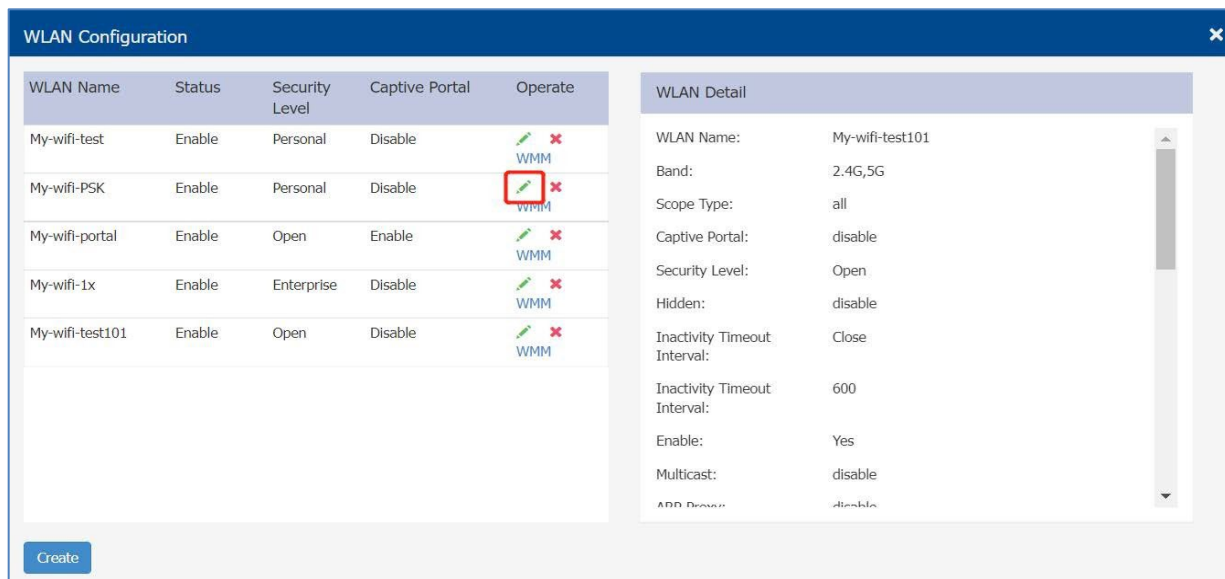 WLAN Configuration
WLAN Name Status Security Level Captive Portal Operate
My-wifi-test Enable Personal Disable
WMM
My-wifi-PSK Enable Personal Disable
WMM
My-wifi-portal Enable Open Enable
WMM
My-wifi-1x Enable Enterprise Disable
WMM
My-wifi-test101 Enable Open Disable
WMM
Create
WLAN Detail
WLAN Name: My-wifi-test101
Band: 2.4G,5G
Scope Type: all
Captive Portal: disable
Security Level: Open
Hidden: disable
Inactivity Timeout Interval: Close
Inactivity Timeout Interval: 600
Enable: Yes
Multicast: disable
ARP Proxy: disable